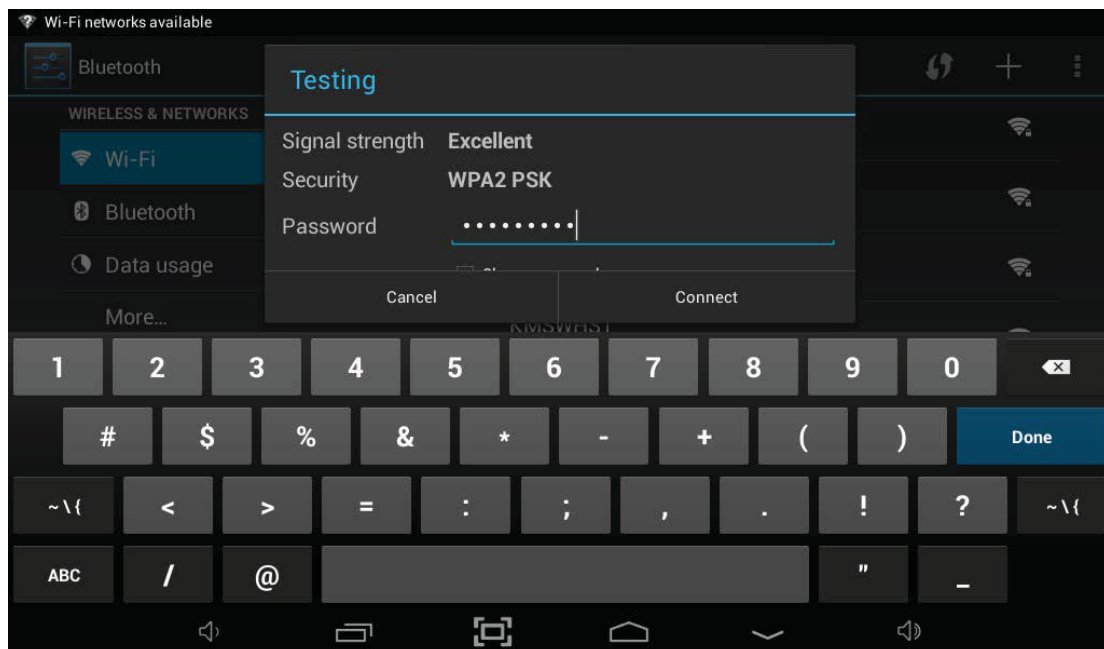 Wi-Fi networks available
Bluetooth
Testing
WIRELESS & NETWORKS
Signal strength Excellent
Wi-Fi
Security WPA2 PSK
Bluetooth
Password •••••••••
Data usage
Cancel Connect
More...
1 2 3 4 5 6 7 8 9 0
# $ % & * - + ( ) Done
~ \ { < > = : ; , . ! ? ~ \ {
ABC / @ " _